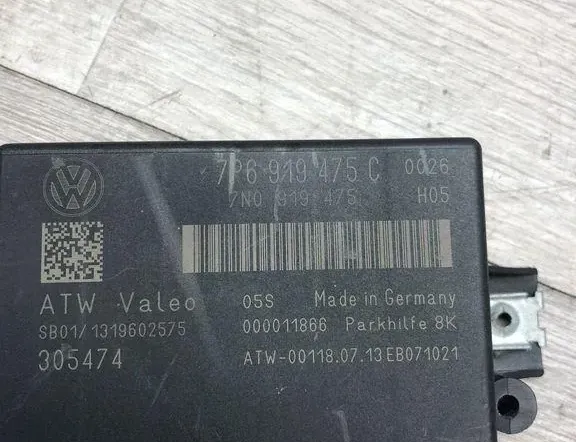 7P6 919 475 C 0026
7N0 919 475 H05
ATW Valeo 05S Made in Germany
SB01/1319602575 000011866 Parkhilfe 8K
305474 ATW-00118.07.13EB071021